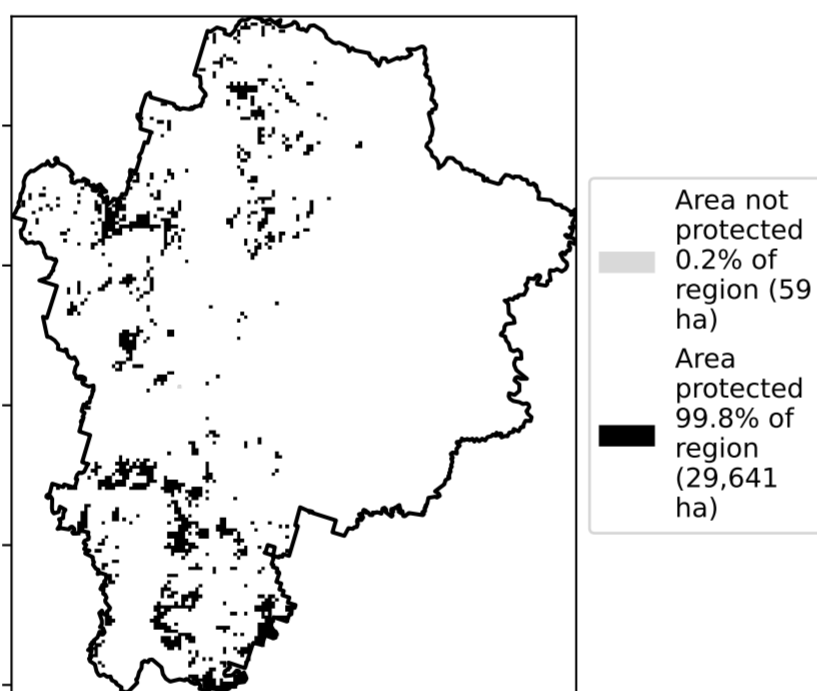 Area not
protected
0.2% of
region (59
ha)
Area
protected
99.8% of
region
(29,641
ha)